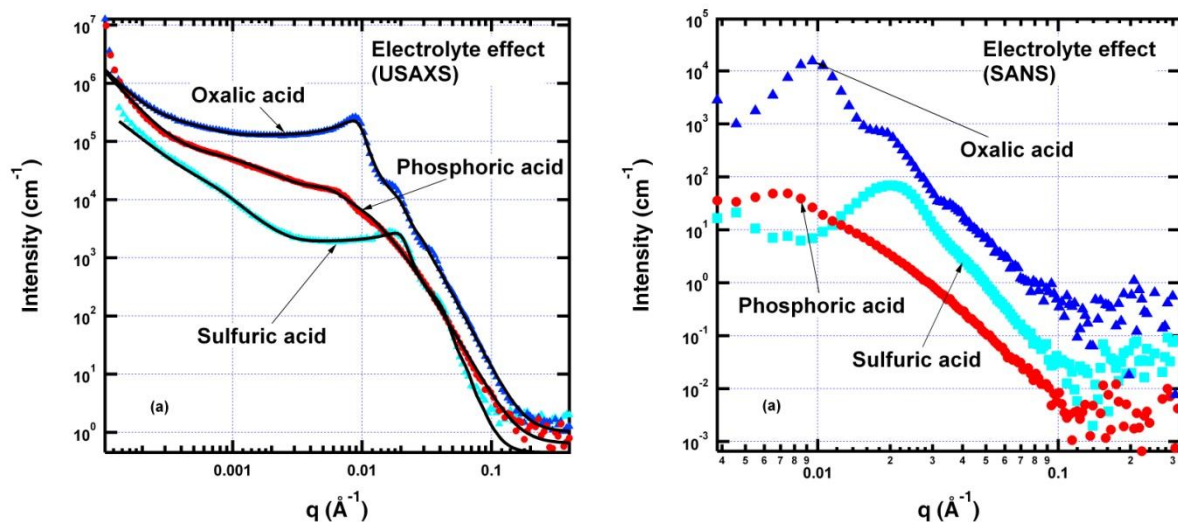 10⁷
10⁶
10⁵
10⁴
10³
10²
10¹
10⁰
Intensity (cm⁻¹)
Electrolyte effect
(USAXS)
Oxalic acid
Phosphoric acid
Sulfuric acid
(a)
0.001
0.01
0.1
q (Å⁻¹)
10⁵
10⁴
10³
10²
10¹
10⁰
10⁻¹
10⁻²
10⁻³
Intensity (cm⁻¹)
Electrolyte effect
(SANS)
Oxalic acid
Phosphoric acid
Sulfuric acid
(a)
4 5 6 7 8 9 2 3 4 5 6 7 8 9 2 3
0.01 0.1
q (Å⁻¹)